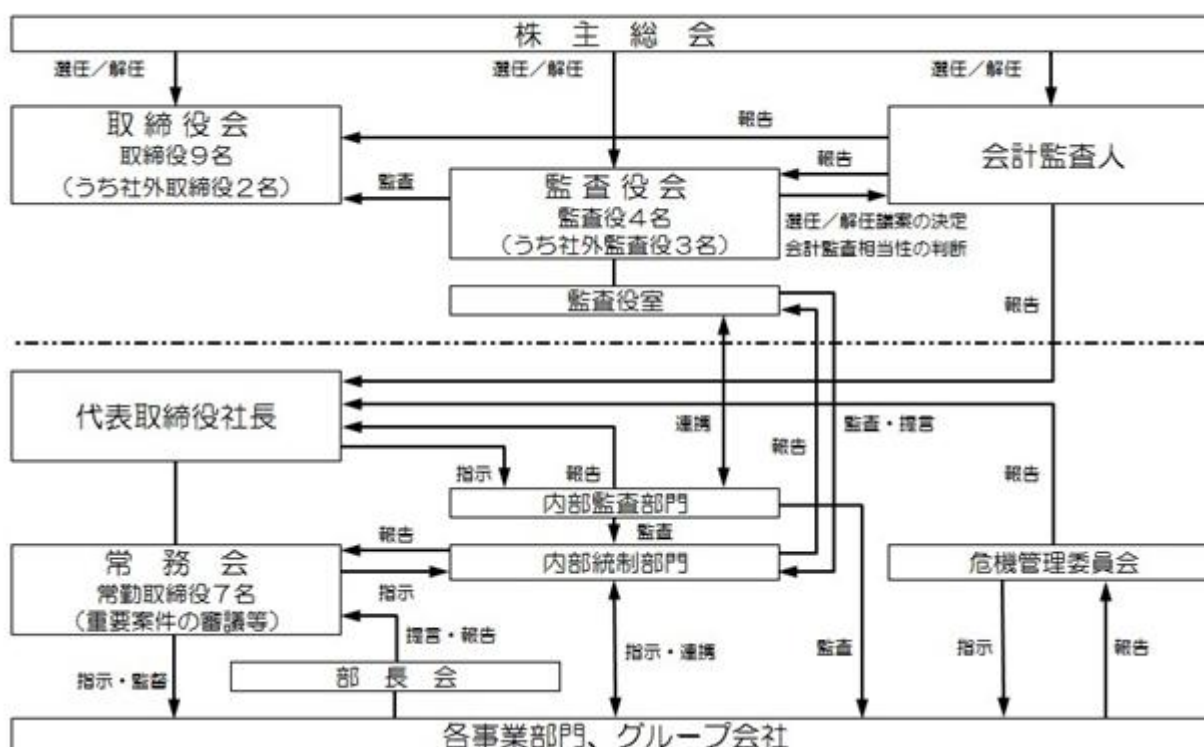 株主総会
選任／解任
選任／解任
選任／解任
取締役会
取締役９名
（うち社外取締役２名）
報告
会計監査人
監査
報告
監査役会
監査役４名
（うち社外監査役３名）
選任／解任議案の決定
会計監査相当性の判断
監査役室
報告
代表取締役社長
連携
監査・提言
報告
指示
報告
報告
内部監査部門
監査
報告
常務会
常勤取締役７名
（重要案件の審議等）
内部統制部門
危機管理委員会
指示
提言・報告
指示・連携
監査
指示
報告
指示・監督
部長会
各事業部門、グループ会社